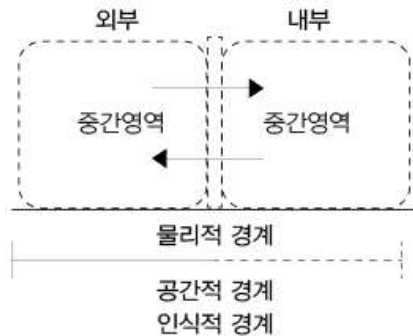 외부 내부
중간영역 중간영역
물리적 경계
공간적 경계
인식적 경계